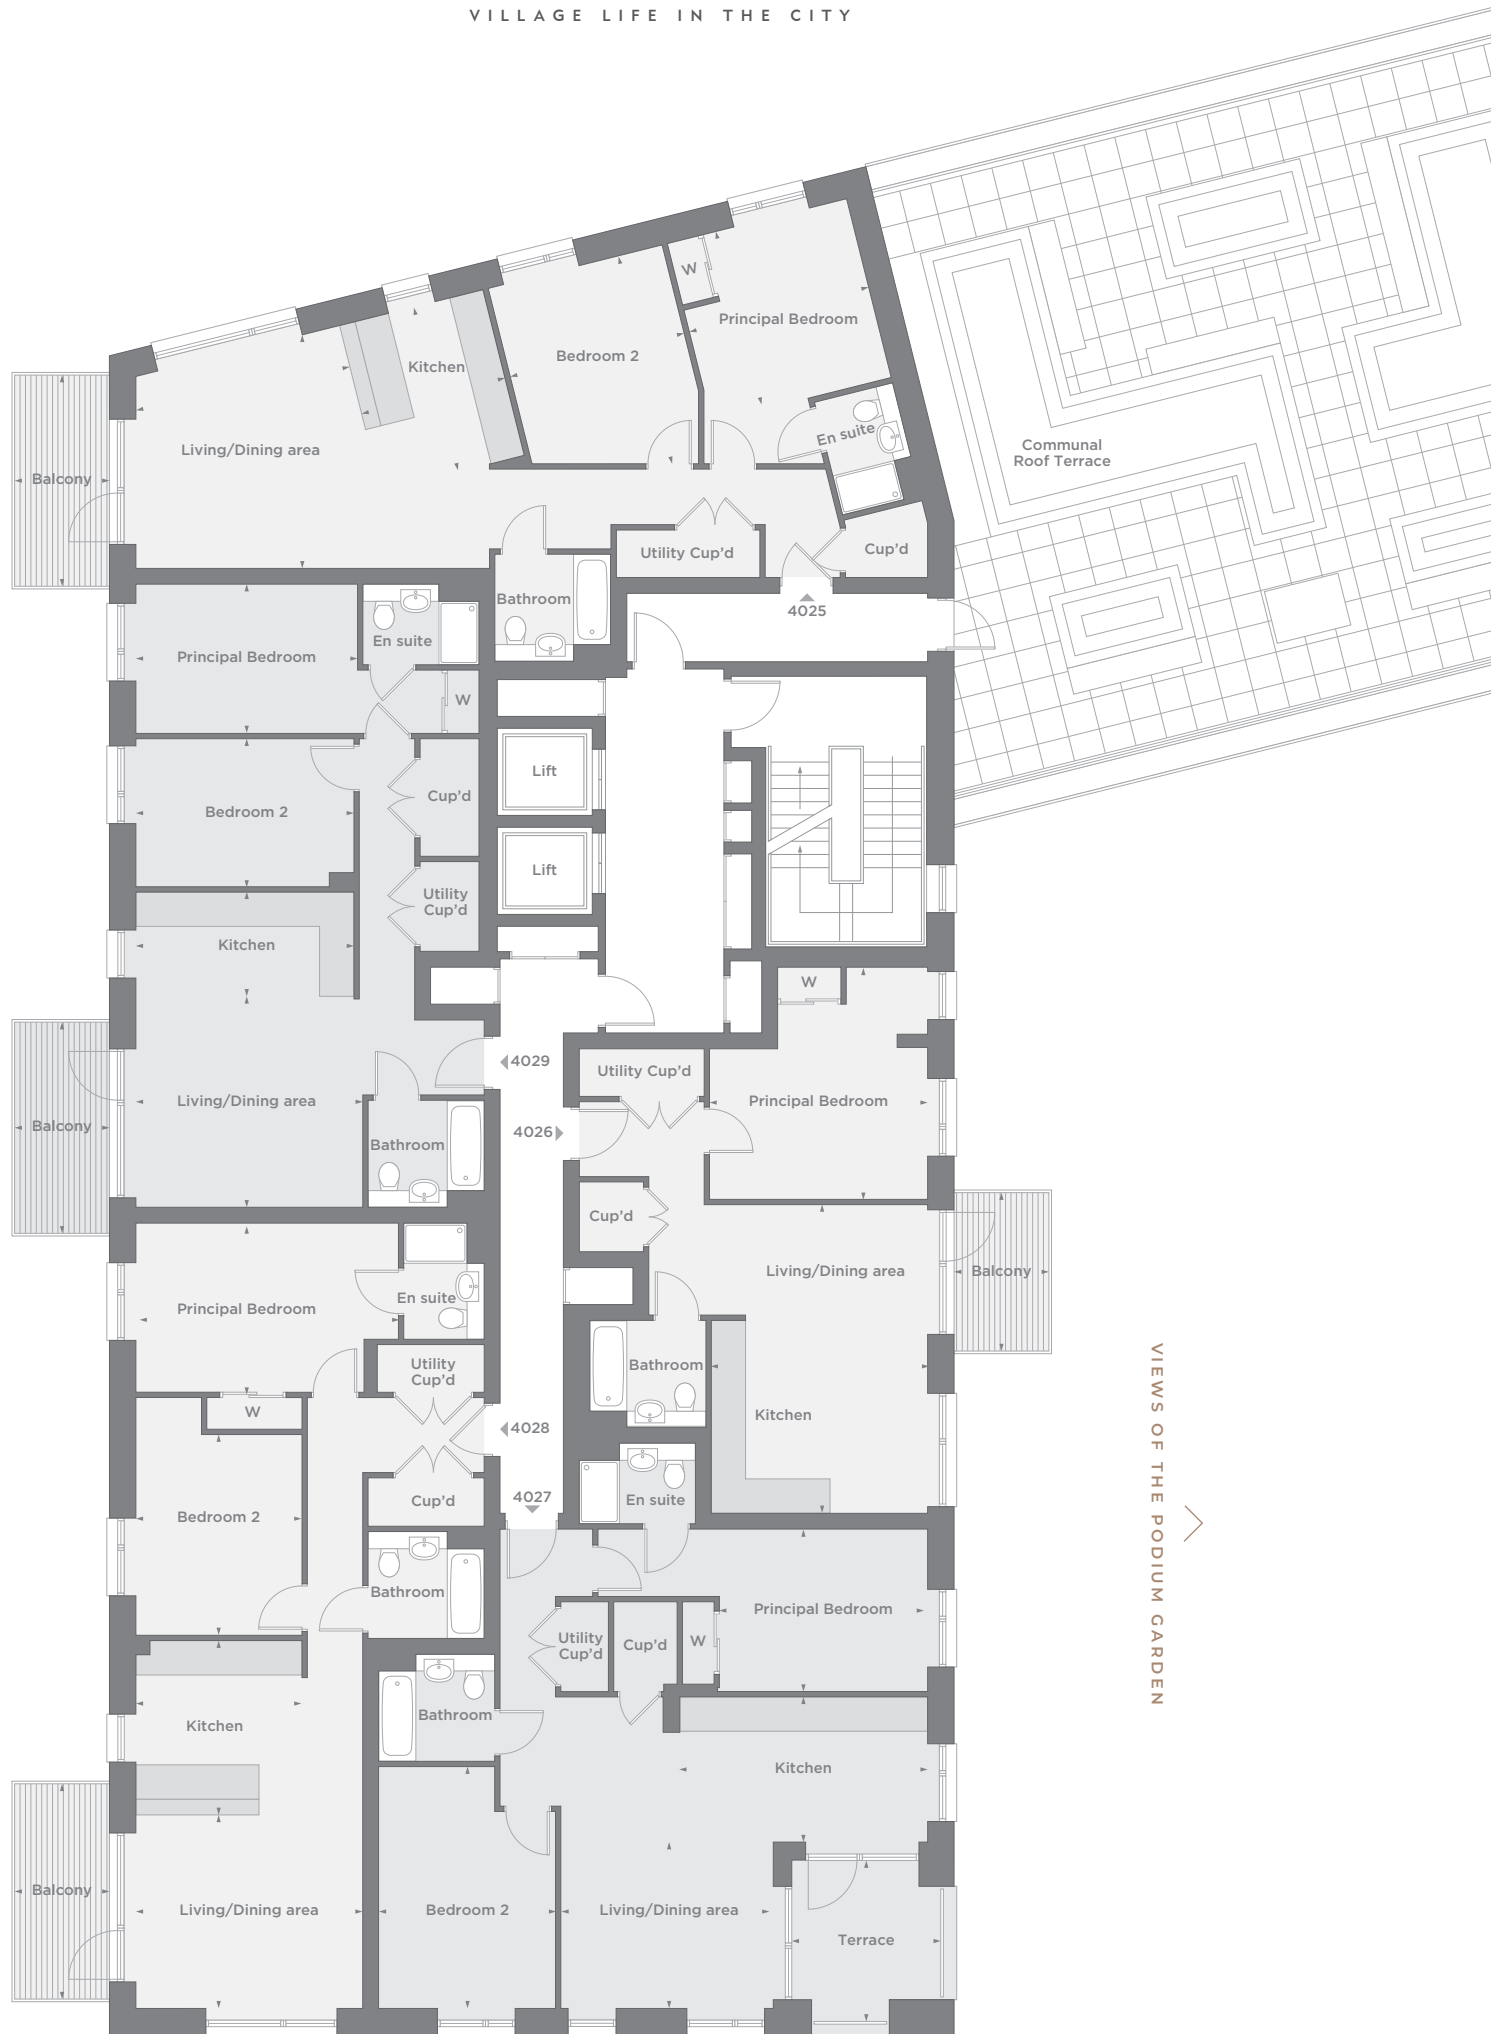 VILLAGE LIFE IN THE CITY
W
Principal Bedroom
Bedroom 2
Kitchen
En suite
Living/Dining area
Communal
Roof Terrace
Balcony
Utility Cup'd
Cup'd
Bathroom
4025
En suite
Principal Bedroom
W
Lift
Cup'd
Bedroom 2
Lift
Utility
Cup'd
Kitchen
W
4029
Utility Cup'd
Living/Dining area
Principal Bedroom
Balcony
4026
Bathroom
Cup'd
Living/Dining area
Balcony
En suite
Principal Bedroom
Utility
Cup'd
Bathroom
W
Kitchen
4028
4027
Cup'd
En suite
Bedroom 2
Bathroom
Principal Bedroom
Utility
Cup'd
Cup'd
W
Bathroom
Kitchen
Kitchen
Balcony
Living/Dining area
Bedroom 2
Living/Dining area
Terrace
VIEWS OF THE PODIUM GARDEN